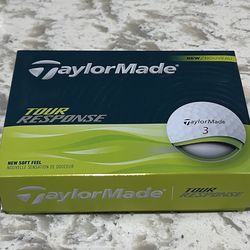 NEW/NOUVEAU
TaylorMade
TOUR
RESPONSE
TaylorMade
3
NEW SOFT FEEL
NOUVELLE SENSATION DE DOUCEUR
TaylorMade
TOUR
RESPONSE